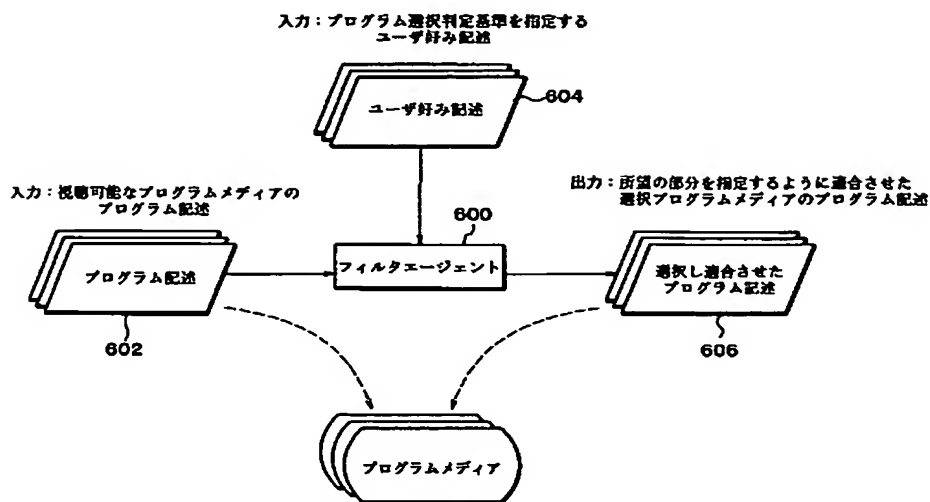 入力：プログラム選択判定基準を指定する
ユーザ好み記述
ユーザ好み記述
604
入力：視聴可能なプログラムメディアの
プログラム記述
出力：所望の部分を指定するように適合させた
選択プログラムメディアのプログラム記述
600
プログラム記述
フィルタエージェント
選択し適合させた
プログラム記述
602
606
プログラムメディア